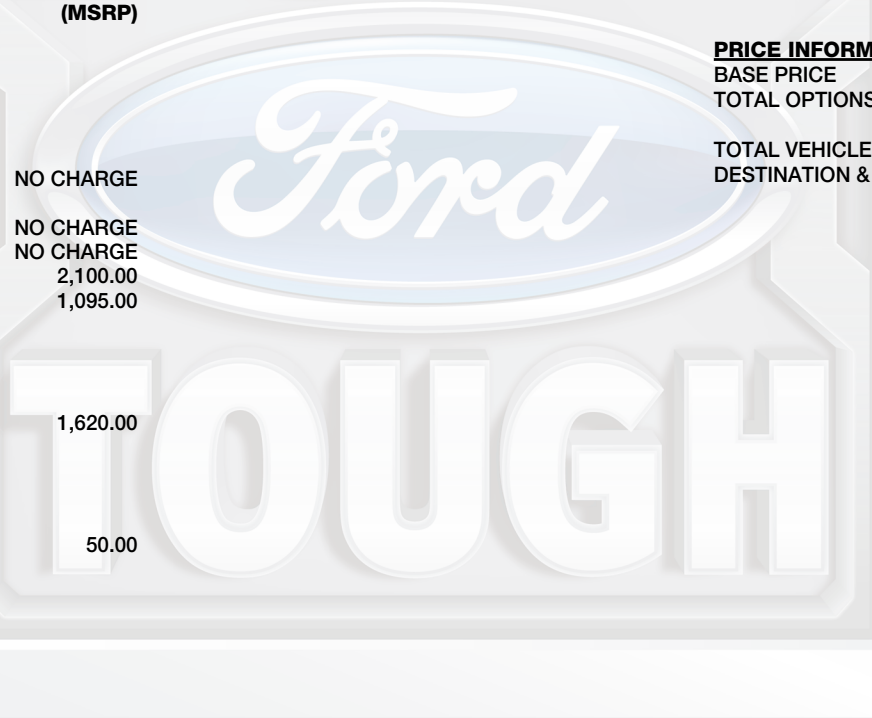 (MSRP)
NO CHARGE
NO CHARGE
NO CHARGE
2,100.00
1,095.00
1,620.00
50.00
PRICE INFORM
BASE PRICE
TOTAL OPTIONS
TOTAL VEHICLE
DESTINATION &
Ford
TOUGH